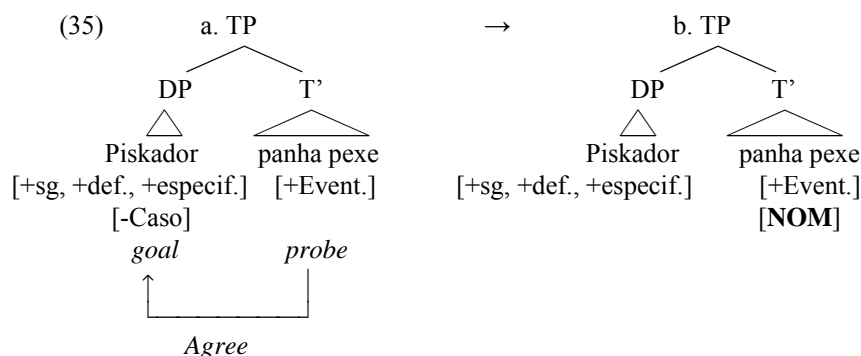 (35) a. TP → b. TP
DP T’ DP T’
Piskador panha pexe Piskador panha pexe
[+sg, +def., +especif.] [+Event.] [+sg, +def., +especif.] [+Event.]
[-Caso] [NOM]
goal probe
Agree